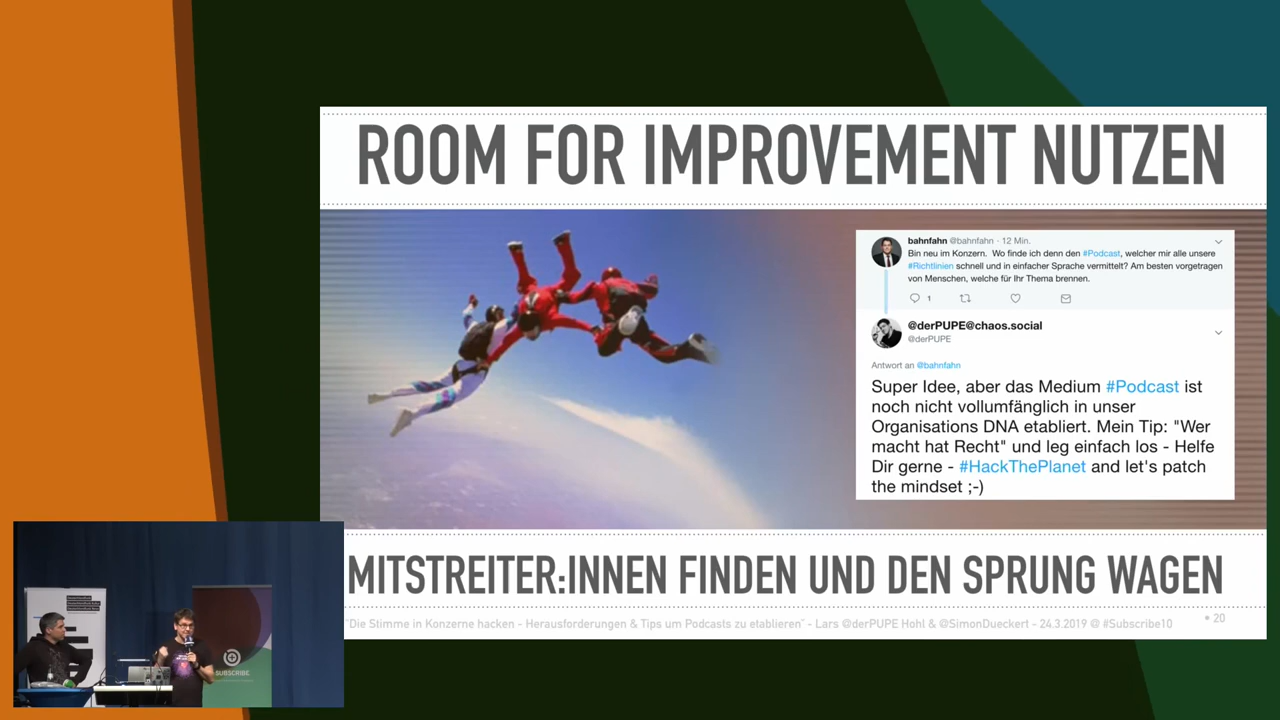 ROOM FOR IMPROVEMENT NUTZEN
bahnfahn @bahnfahn · 12 Min.
Bin neu im Konzern. Wo finde ich denn den #Podcast, welcher mir alle unsere
#Richtlinien schnell und in einfacher Sprache vermittelt? Am besten vorgetragen
von Menschen, welche für Ihr Thema brennen.
1
@derPUPE@chaos.social
@derPUPE
Antwort an @bahnfahn
Super Idee, aber das Medium #Podcast ist
noch nicht vollumfänglich in unser
Organisations DNA etabliert. Mein Tip: "Wer
macht hat Recht" und leg einfach los - Helfe
Dir gerne - #HackThePlanet and let's patch
the mindset ;-)
MITSTREITER:INNEN FINDEN UND DEN SPRUNG WAGEN
"Die Stimme in Konzerne hacken - Herausforderungen & Tips um Podcasts zu etablieren" - Lars @derPUPE Hohl & @SimonDueckert - 24.3.2019 @ #Subscribe10
20
SUBSCRIBE